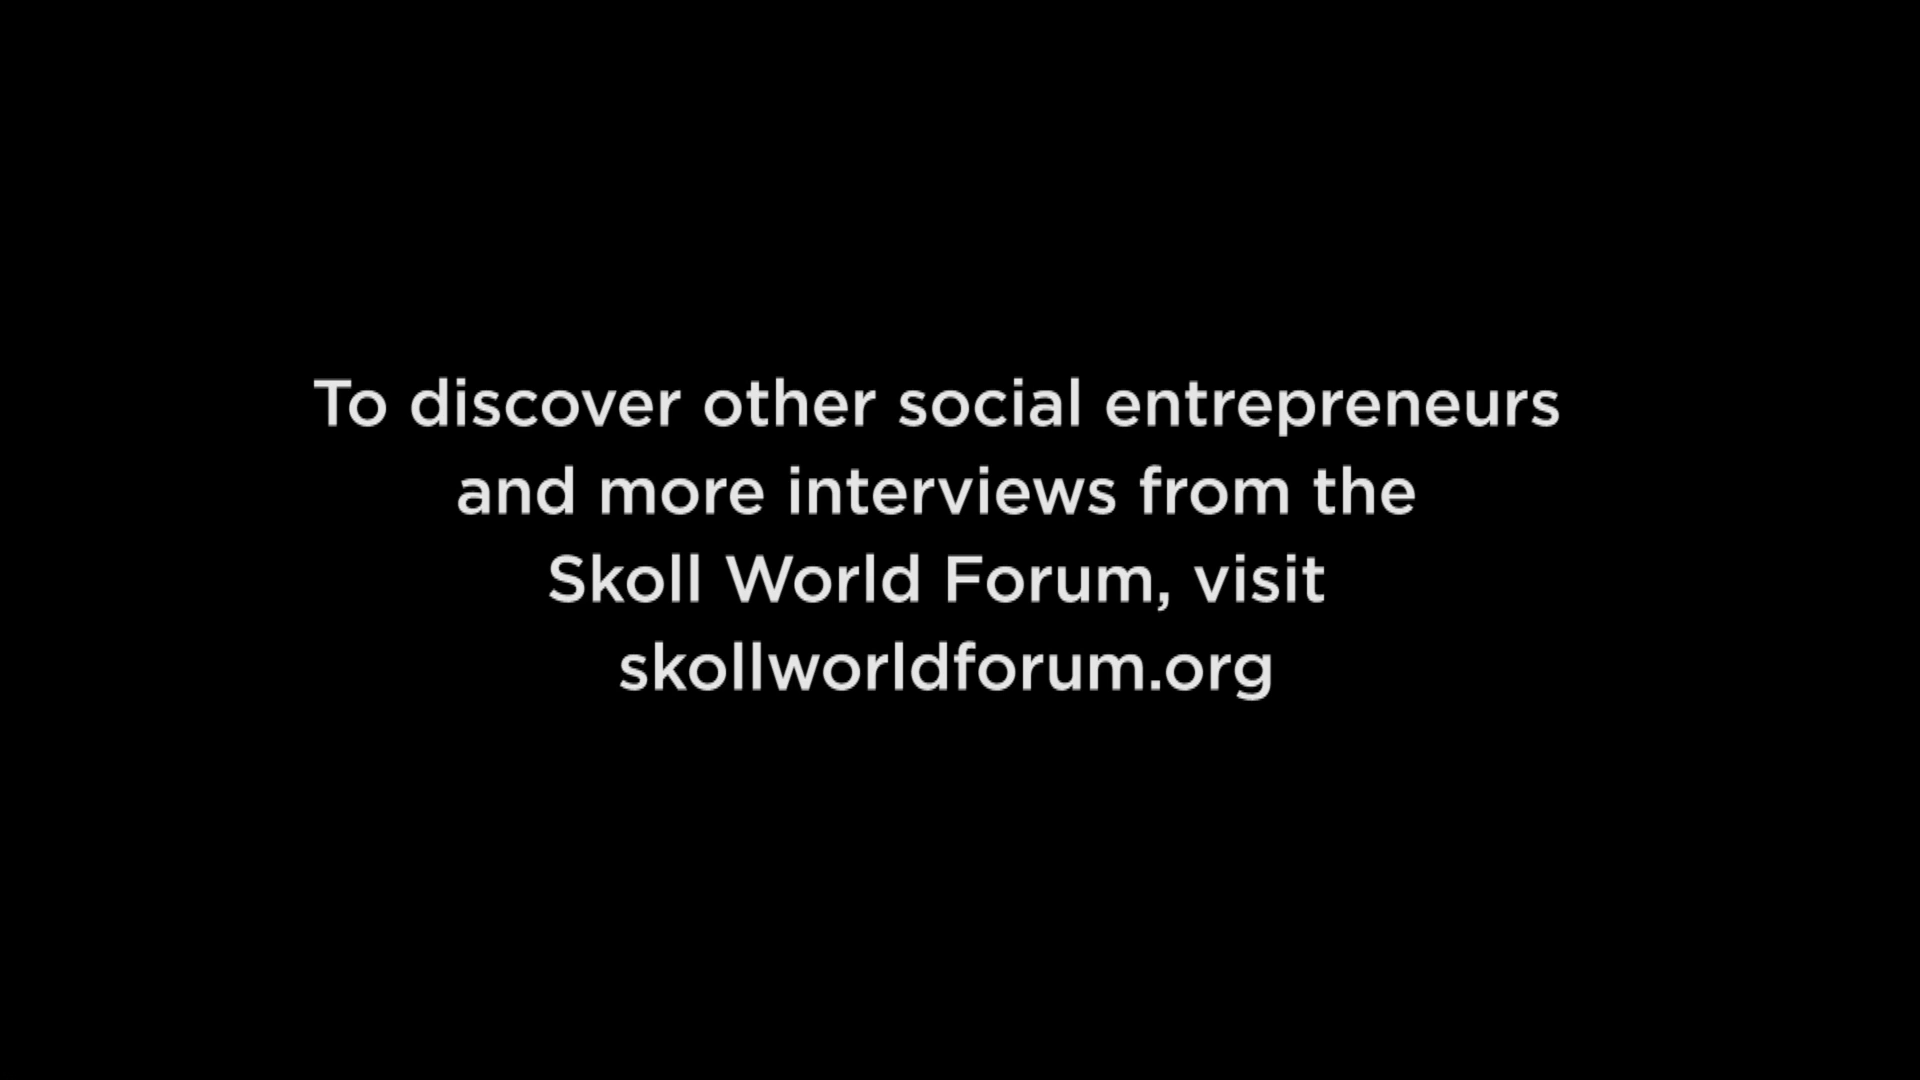 To discover other social entrepreneurs
and more interviews from the
Skoll World Forum, visit
skollworldforum.org